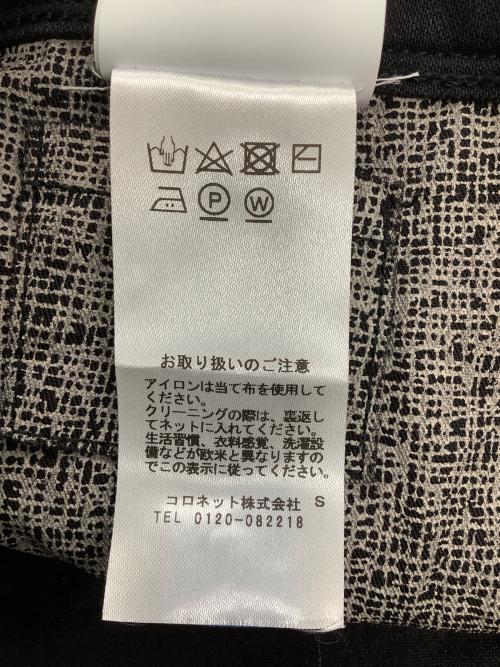 P W
お取り扱いのご注意
アイロンは当て布を使用して
ください。
クリーニングの際は、裏返し
てネットに入れてください。
生活習慣、衣料感覚、洗濯設
備などが欧米と異なりますの
でこの表示に従ってください。
コロネット株式会社 S
TEL 0120-082218